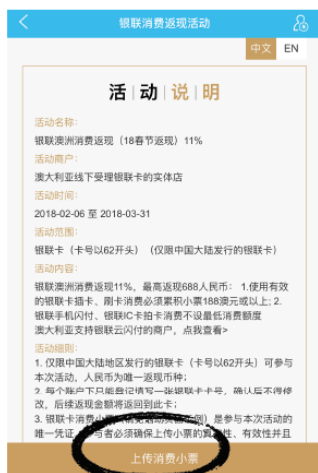 银联消费返现活动
中文 EN
活|动|说|明
活动名称:
银联澳洲消费返现（18春节返现）11%
活动商户:
澳大利亚线下受理银联卡的实体店
活动时间:
2018-02-06 至 2018-03-31
活动范围:
银联卡（卡号以62开头）（仅限中国大陆发行的银联卡）
活动内容:
银联澳洲消费返现11%，最高返现688人民币： 1.使用有效
的银联卡插卡、刷卡消费必须累积小票188澳元或以上; 2.
银联手机闪付、银联IC卡拍卡消费不设最低消费额度
澳大利亚支持银联云闪付的商户，点我查看>
活动细则:
1. 仅限中国大陆地区发行的银联卡（卡号以62开头）可参与
本次活动，人民币为唯一返现币种；
2. 每个账户下只能登记填写一张银联卡卡号，确认后不得修
改，后续返现金额将返回到此卡；
3. 银联卡消费小 例）是参与本次活动的
唯一凭证， 与者必须确保上传小票的真 性、有效性并且
上传消费小票